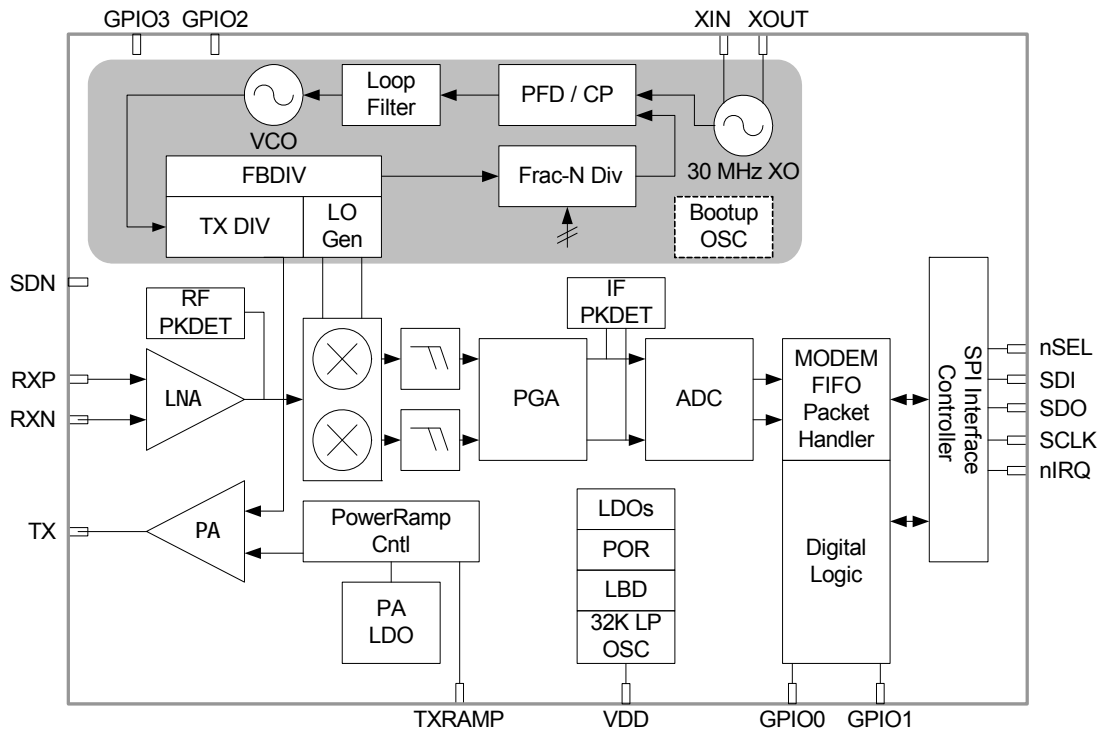 GPIO3 GPIO2
XIN XOUT
Loop
Filter
PFD / CP
VCO
30 MHz XO
FBDIV
Frac-N Div
TX DIV
LO
Gen
Bootup
OSC
SDN
RF
PKDET
IF
PKDET
RXP
RXN
LNA
PGA
ADC
MODEM
FIFO
Packet
Handler
SPI Interface
Controller
nSEL
SDI
SDO
SCLK
nIRQ
TX
PA
PowerRamp
Cntl
PA
LDO
LDOs
POR
LBD
32K LP
OSC
Digital
Logic
TXRAMP
VDD
GPIO0 GPIO1